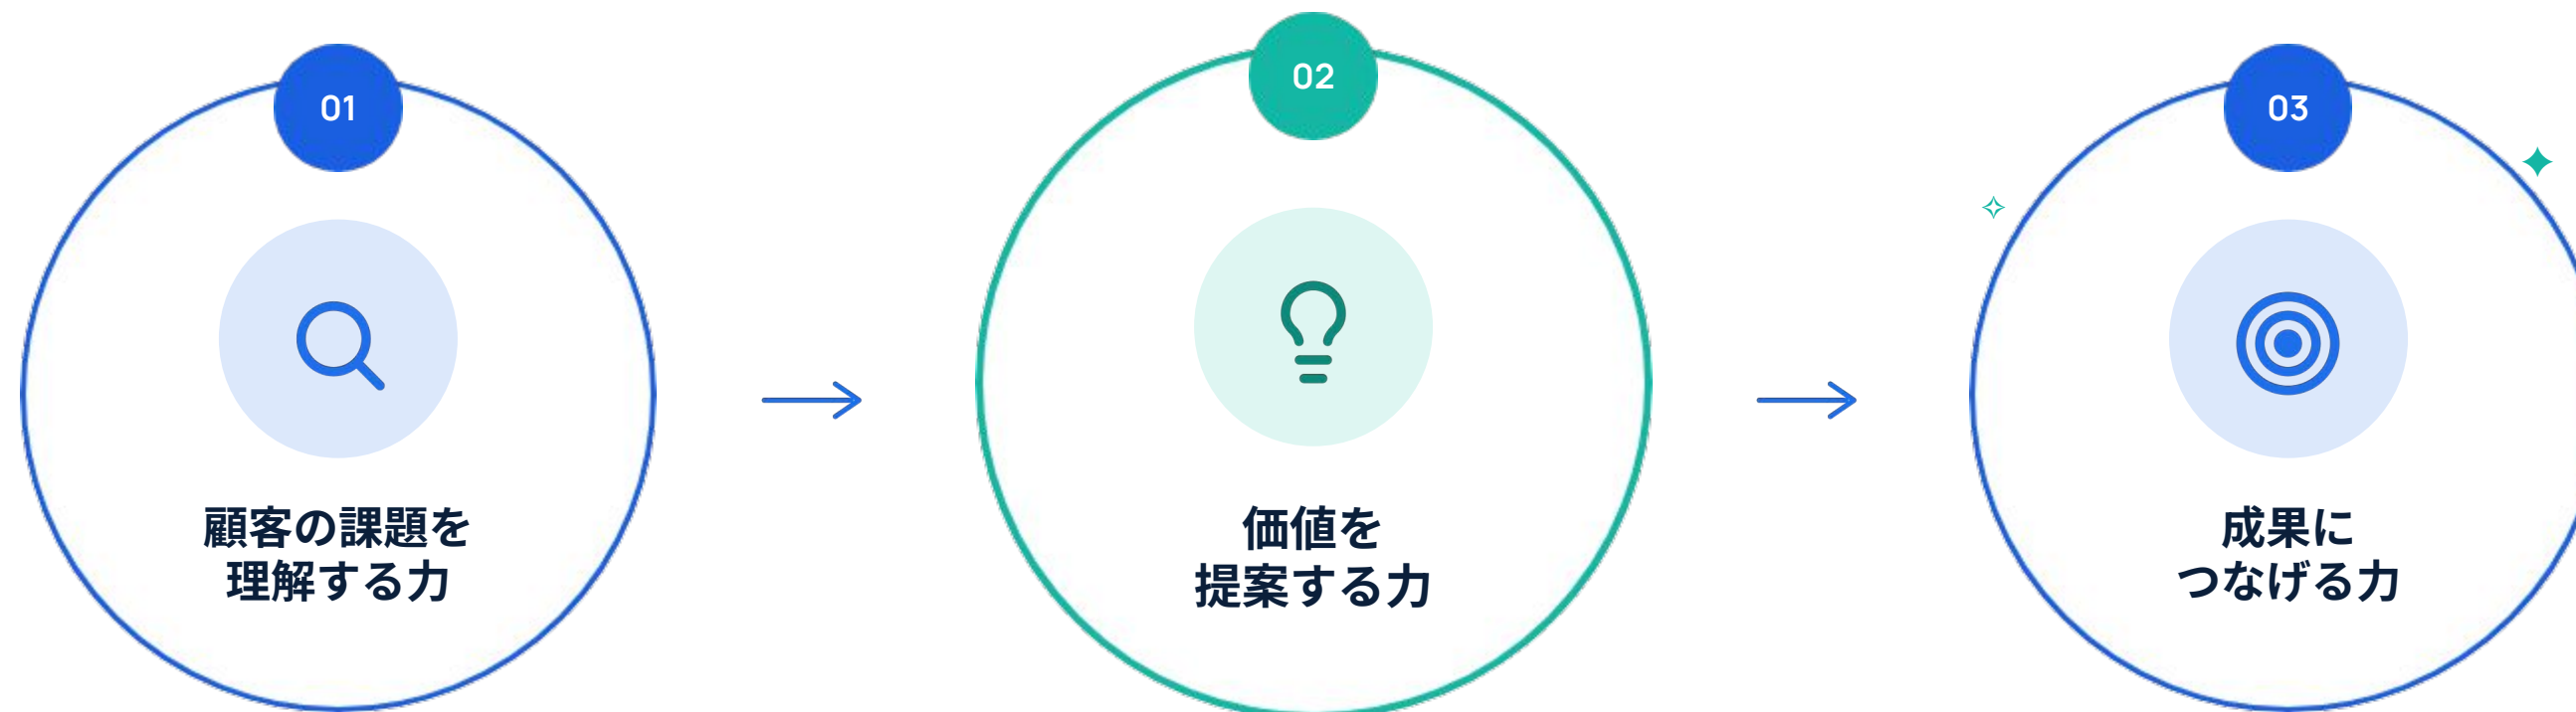 01
顧客の課題を
理解する力
02
価値を
提案する力
03
成果に
つなげる力